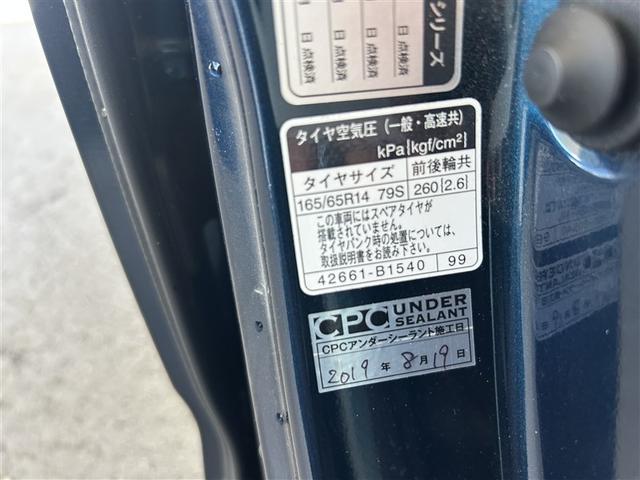 シリーズ
日 点検済
日 点検済
日 点検済
日 点検済
タイヤ空気圧（一般・高速共）
kPa{kgf/cm²}
タイヤサイズ 前後輪共
165/65R14 79S 260{2.6}
この車両にはスペアタイヤが
搭載されていません。
タイヤパンク時の処置については、
取扱説明書をお読み下さい。
42661-B1540 99
CPC UNDER
SEALANT
CPCアンダーシーラント施工日
2019 年 8 月 19 日